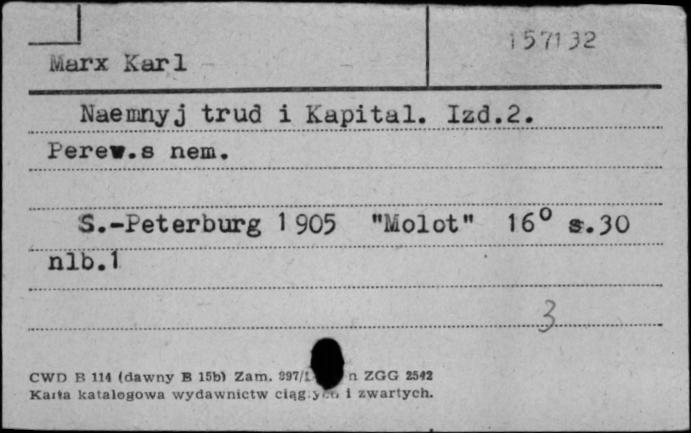 157132
Marx Karl
Naemnyj trud i Kapital. Izd.2.
Perew.s nem.
S.-Peterburg 1905 "Molot" 16° s.30
nlb.1
3
CWD B 114 (dawny B 15b) Zam. n ZGG 2542
Karta katalogowa wydawnictw i zwartych.